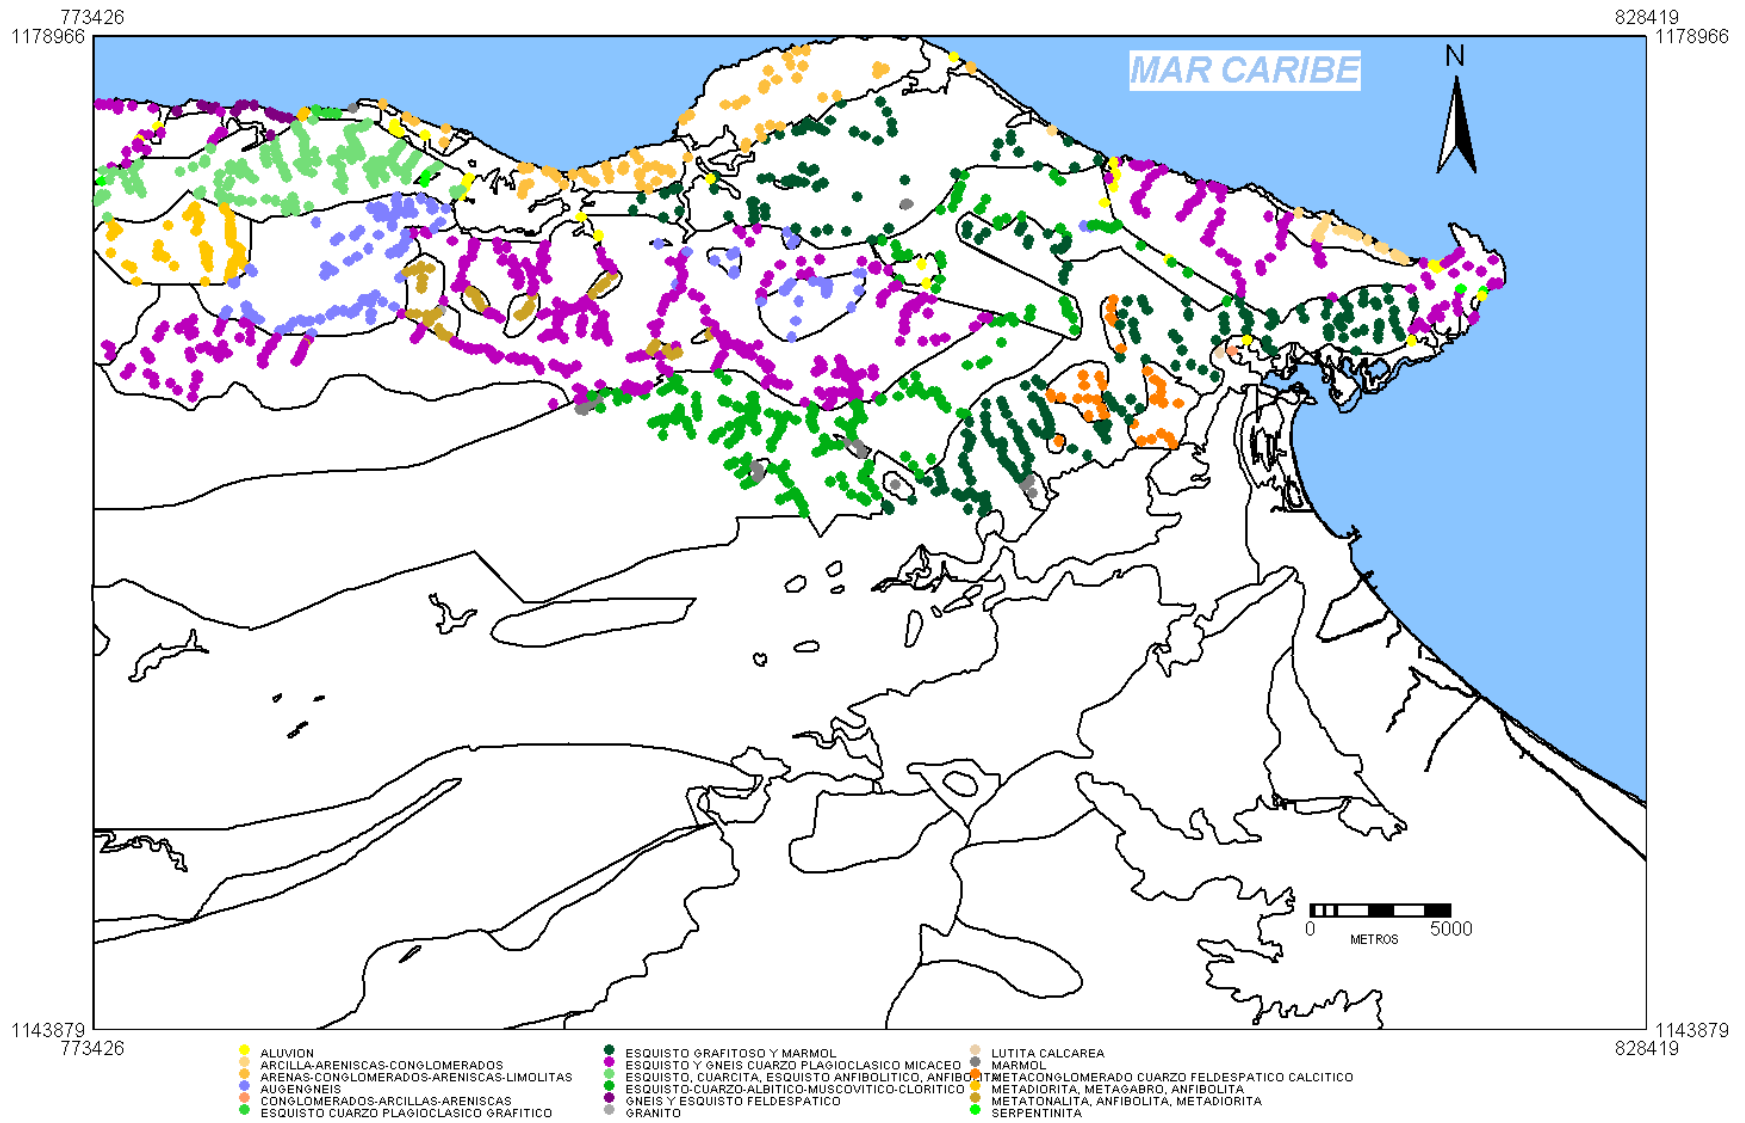 773426 828419
1178966 1178966
MAR CARIBE
N
0 5000
METROS
1143879 1143879
773426 828419
ALUVION
ARCILLA-ARENISCAS-CONGLOMERADOS
ARENAS-CONGLOMERADOS-ARENISCAS-LIMOLITAS
AUGENGNEIS
CONGLOMERADOS-ARCILLAS-ARENISCAS
ESQUISTO CUARZO PLAGIOCLASICO GRAFITICO
ESQUISTO GRAFITOSO Y MARMOL
ESQUISTO Y GNEIS CUARZO PLAGIOCLASICO MICACEO
ESQUISTO, CUARCITA, ESQUISTO ANFIBOLITICO, ANFIBOLITA
ESQUISTO-CUARZO-ALBITICO-MUSCOVITICO-CLORITICO
GNEIS Y ESQUISTO FELDESPATICO
GRANITO
LUTITA CALCAREA
MARMOL
METACONGLOMERADO CUARZO FELDESPATICO CALCITICO
METADIORITA, METAGABRO, ANFIBOLITA
METATONALITA, ANFIBOLITA, METADIORITA
SERPENTINITA